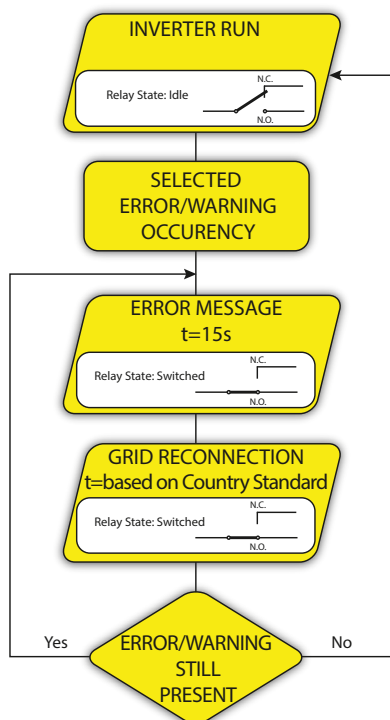 INVERTER RUN
N.C.
Relay State: Idle
N.O.
SELECTED
ERROR/WARNING
OCCURENCY
ERROR MESSAGE
t=15s
N.C.
Relay State: Switched
N.O.
GRID RECONNECTION
t=based on Country Standard
N.C.
Relay State: Switched
N.O.
Yes
No
ERROR/WARNING
STILL
PRESENT